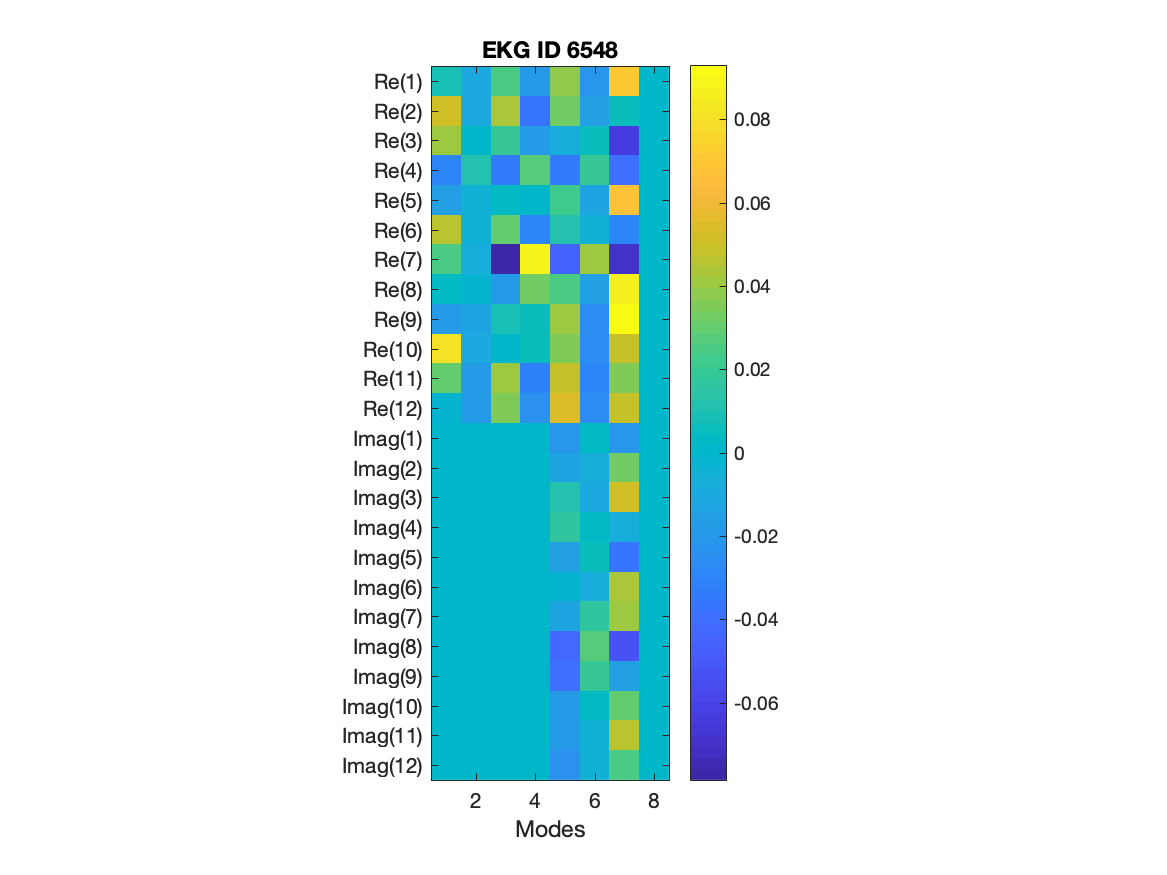 EKG ID 6548
Re(1)
Re(2)
Re(3)
Re(4)
Re(5)
Re(6)
Re(7)
Re(8)
Re(9)
Re(10)
Re(11)
Re(12)
Imag(1)
Imag(2)
Imag(3)
Imag(4)
Imag(5)
Imag(6)
Imag(7)
Imag(8)
Imag(9)
Imag(10)
Imag(11)
Imag(12)
2 4 6 8
Modes
0.08
0.06
0.04
0.02
0
-0.02
-0.04
-0.06